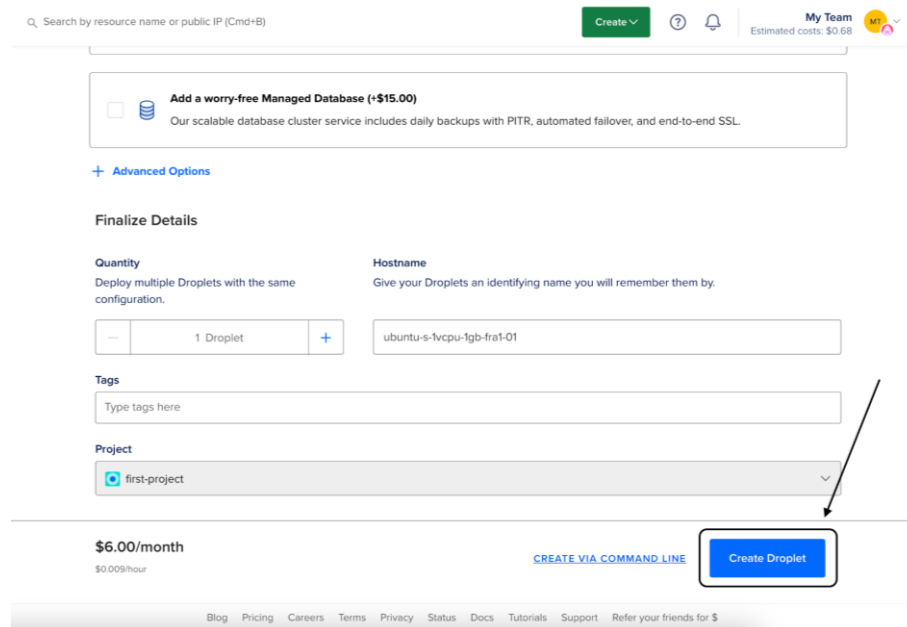 Search by resource name or public IP (Cmd+B)
Create
?
My Team
Estimated costs: $0.68
MT
Add a worry-free Managed Database (+$15.00)
Our scalable database cluster service includes daily backups with PITR, automated failover, and end-to-end SSL.
+ Advanced Options
Finalize Details
Quantity
Deploy multiple Droplets with the same
configuration.
Hostname
Give your Droplets an identifying name you will remember them by.
− 1 Droplet +
ubuntu-s-1vcpu-1gb-fra1-01
Tags
Type tags here
Project
first-project
$6.00/month
$0.009/hour
CREATE VIA COMMAND LINE
Create Droplet
Blog Pricing Careers Terms Privacy Status Docs Tutorials Support Refer your friends for $